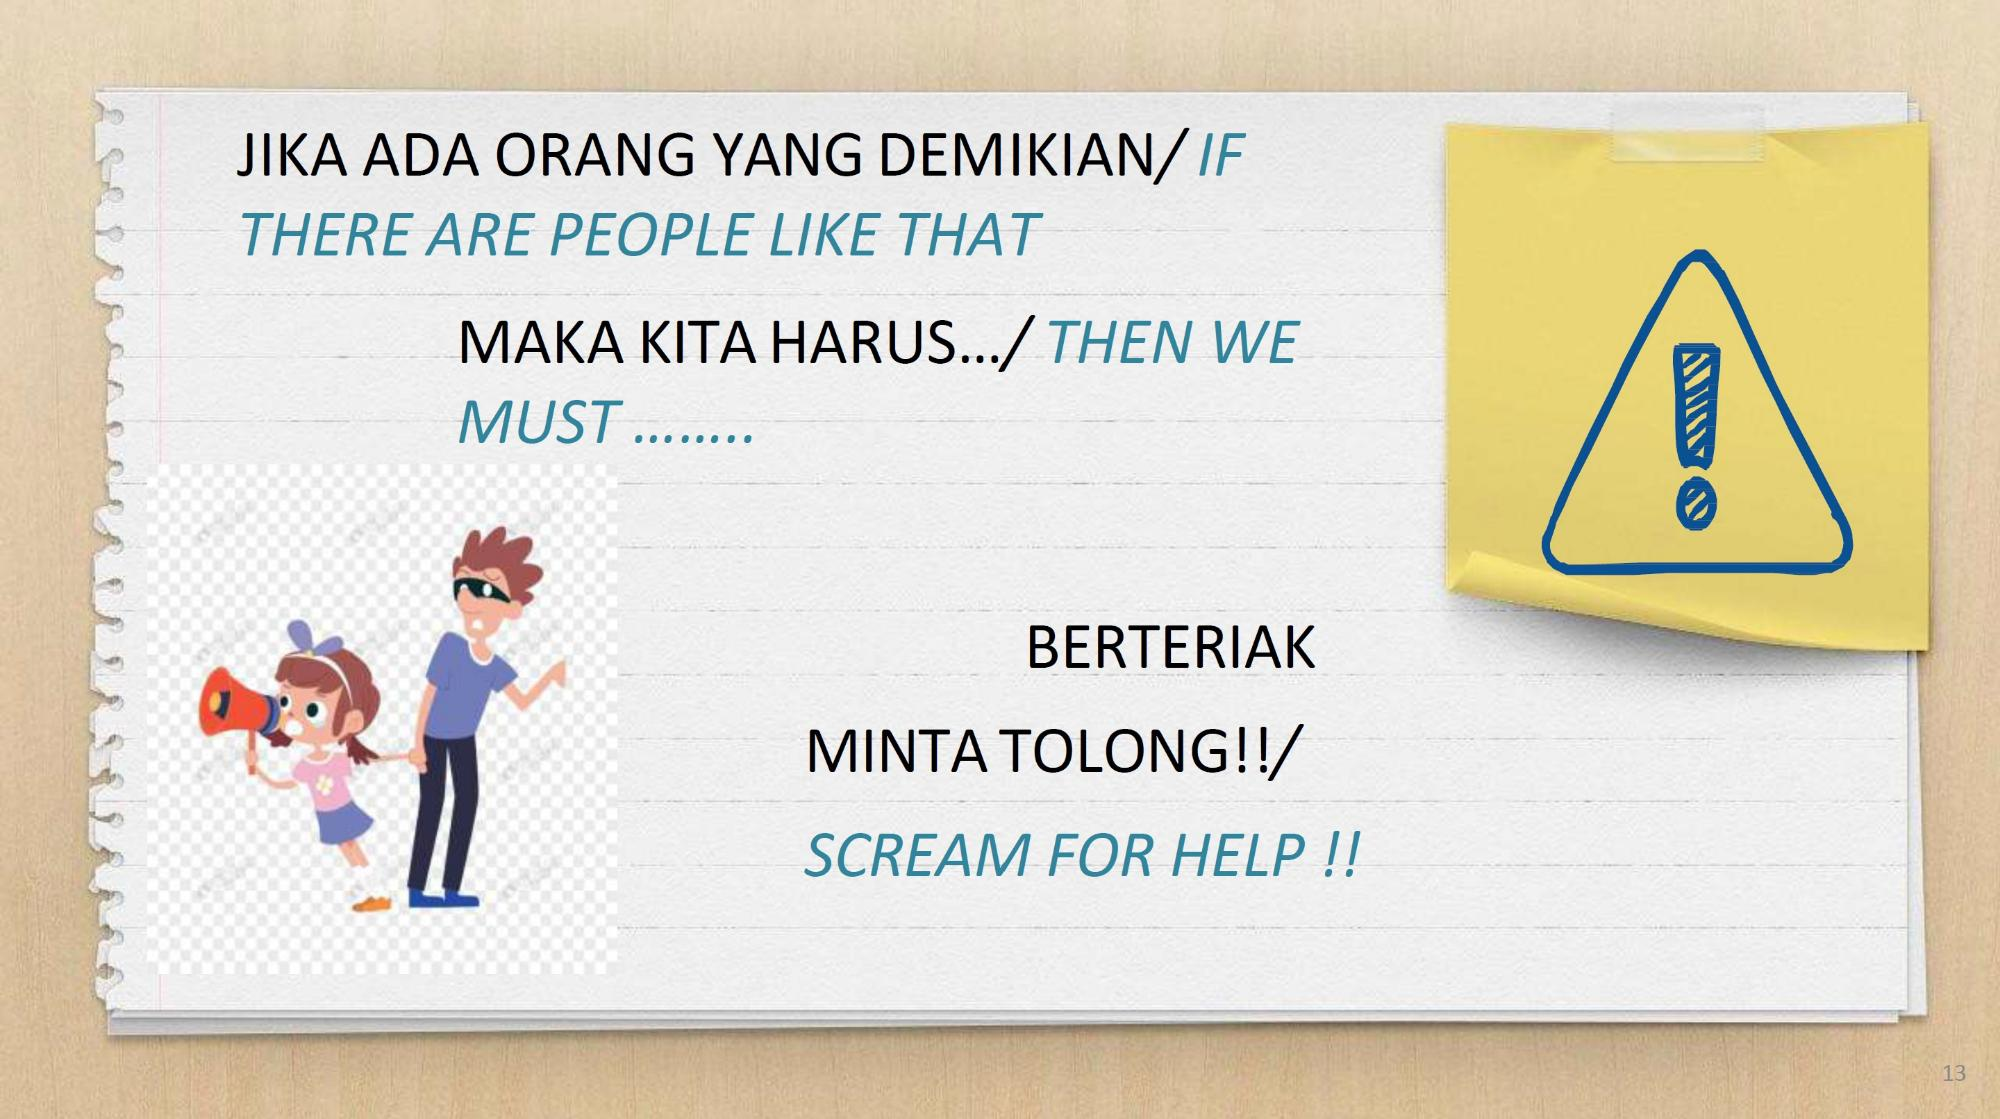 JIKA ADA ORANG YANG DEMIKIAN/ IF
THERE ARE PEOPLE LIKE THAT
MAKA KITA HARUS.../ THEN WE
MUST ........
BERTERIAK
MINTA TOLONG!!/
SCREAM FOR HELP !!
13